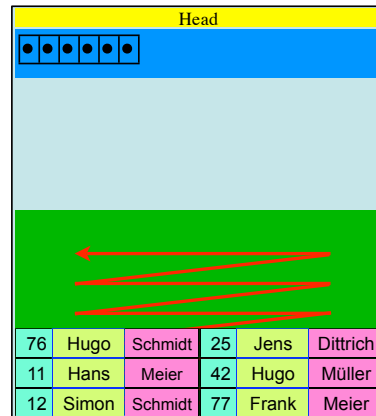 Head
76 Hugo Schmidt 25 Jens Dittrich
11 Hans Meier 42 Hugo Müller
12 Simon Schmidt 77 Frank Meier